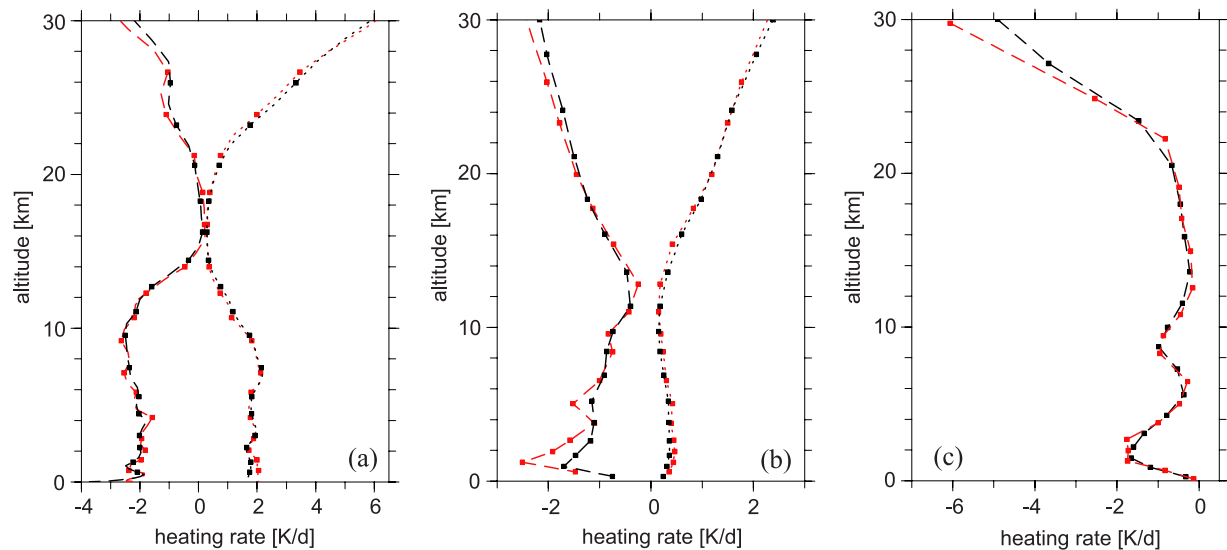 30
20
10
0
altitude [km]
-4 -2 0 2 4 6
heating rate [K/d]
(a)
30
20
10
0
altitude [km]
-2 0 2
heating rate [K/d]
(b)
30
20
10
0
altitude [km]
-6 -4 -2 0
heating rate [K/d]
(c)